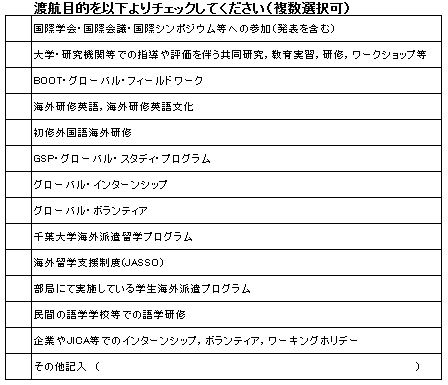 渡航目的を以下よりチェックしてください（複数選択可）
国際学会・国際会議・国際シンポジウム等への参加（発表を含む）
大学・研究機関等での指導や評価を伴う共同研究，教育実習，研修，ワークショップ等
BOOT・グローバル・フィールドワーク
海外研修英語，海外研修英語文化
初修外国語海外研修
GSP・グローバル・スタディ・プログラム
グローバル・インターンシップ
グローバル・ボランティア
千葉大学海外派遣留学プログラム
海外留学支援制度(JASSO)
部局にて実施している学生海外派遣プログラム
民間の語学学校等での語学研修
企業やJICA等でのインターンシップ，ボランティア，ワーキングホリデー
その他記入　（　　　　　　　　　　）